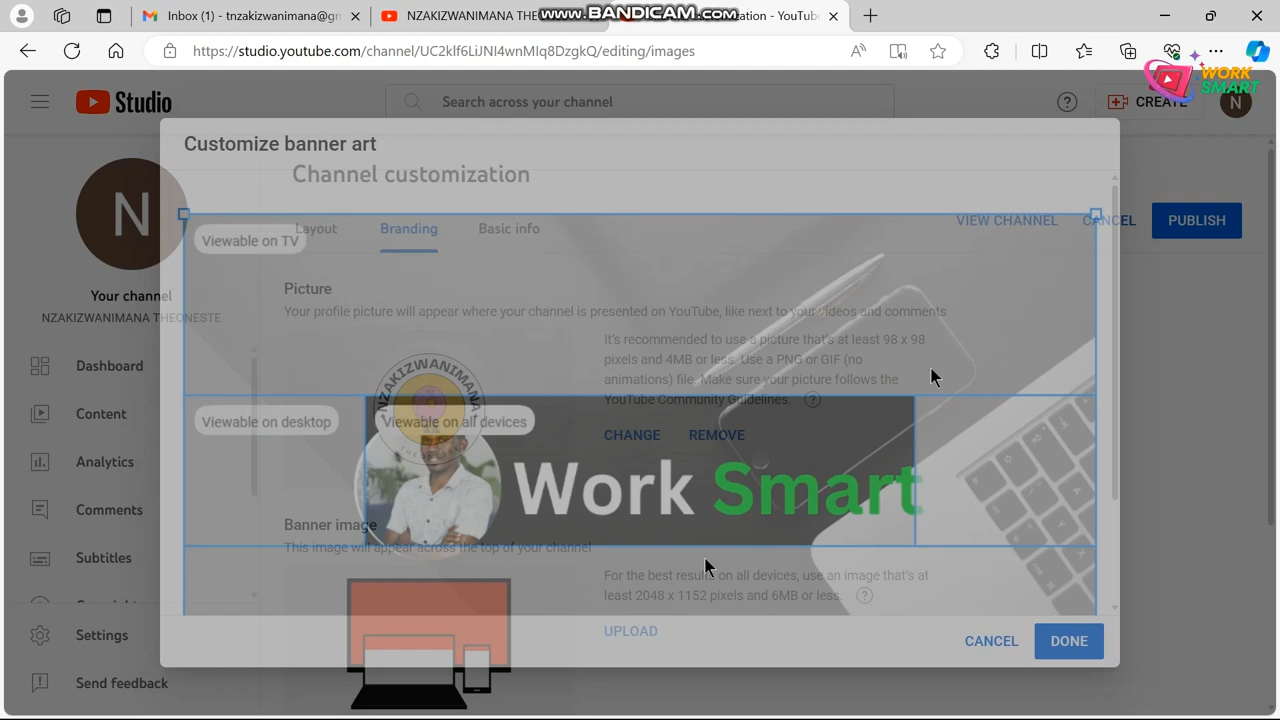 Inbox (1) - tnzakizwanimana@gm
NZAKIZWANIMANA THE
www.BANDICAM.com
ization - YouTube
https://studio.youtube.com/channel/UC2klf6LiJNI4wnMIq8DzgkQ/editing/images
WORK
SMART
Studio
Search across your channel
CREATE
N
Customize banner art
Channel customization
N
Layout
Branding
Basic info
VIEW CHANNEL
CANCEL
PUBLISH
Viewable on TV
Picture
Your channel
Your profile picture will appear where your channel is presented on YouTube, like next to your videos and comments
NZAKIZWANIMANA THEONESTE
It's recommended to use a picture that's at least 98 x 98
pixels and 4MB or less. Use a PNG or GIF (no
animations) file. Make sure your picture follows the
YouTube Community Guidelines.
NZAKIZWANIMANA
Viewable on desktop
Viewable on all devices
CHANGE
REMOVE
Work Smart
Dashboard
Content
Analytics
Comments
Subtitles
Settings
Send feedback
Banner image
This image will appear across the top of your channel
For the best results on all devices, use an image that's at
least 2048 x 1152 pixels and 6MB or less.
UPLOAD
CANCEL
DONE